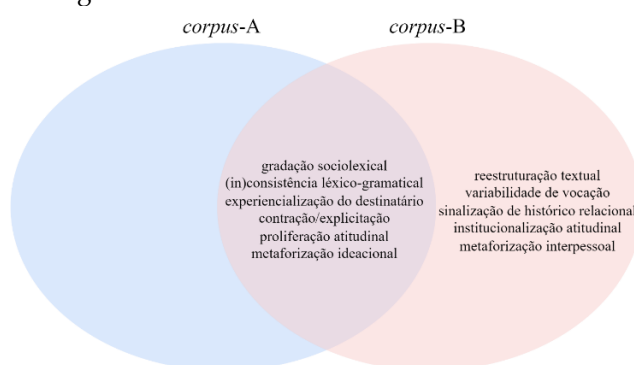 corpus-A
corpus-B
gradação sociolexical
(in)consistência léxico-gramatical
experiencialização do destinatário
contração/explicitação
proliferação atitudinal
metaforização ideacional
reestruturação textual
variabilidade de vocação
sinalização de histórico relacional
institucionalização atitudinal
metaforização interpessoal